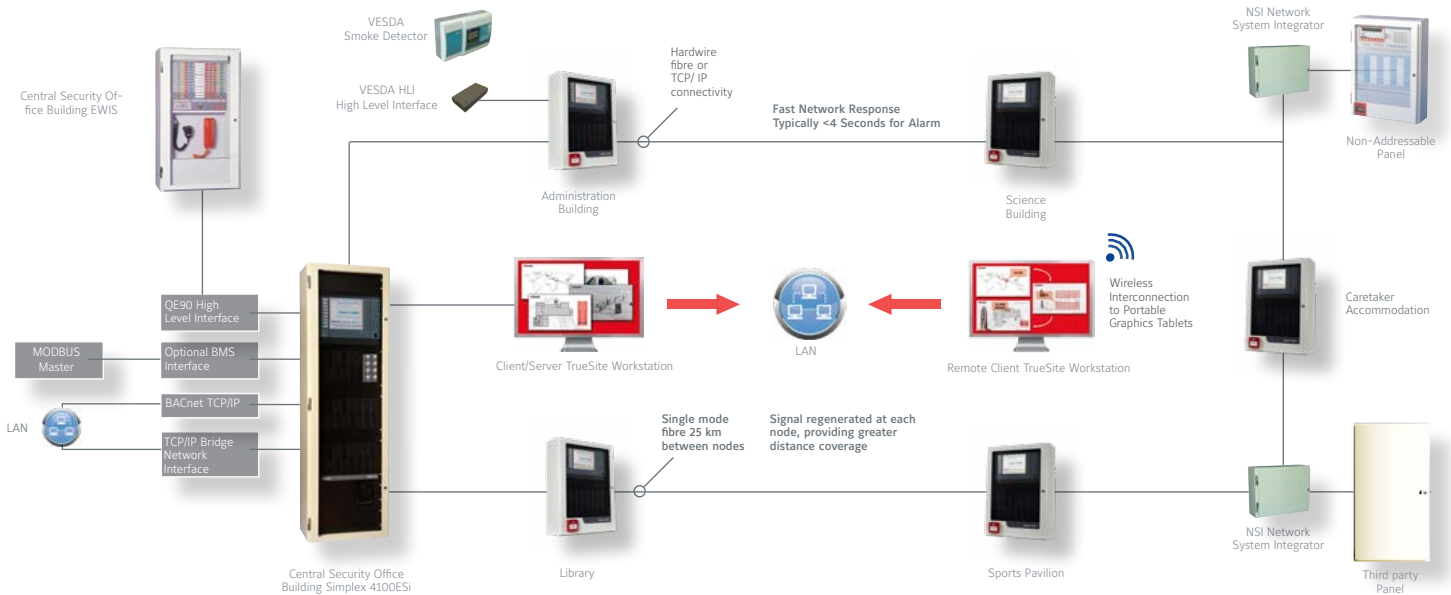 VESDA
Smoke Detector
NSI Network
System Integrator
Hardwire
fibre or
TCP/ IP
connectivity
Central Security Of-
fice Building EWIS
VESDA HLI
High Level Interface
Fast Network Response
Typically <4 Seconds for Alarm
Non-Addressable
Panel
Administration
Building
Science
Building
Wireless
Interconnection
to Portable
Graphics Tablets
Caretaker
Accommodation
QE90 High
Level Interface
MODBUS
Master
Optional BMS
Interface
Client/Server TrueSite Workstation
LAN
Remote Client TrueSite Workstation
BACnet TCP/IP
LAN
TCP/IP Bridge
Network
Interface
Single mode
fibre 25 km
between nodes
Signal regenerated at each
node, providing greater
distance coverage
NSI Network
System Integrator
Central Security Office
Building Simplex 4100ESi
Library
Sports Pavilion
Third party
Panel